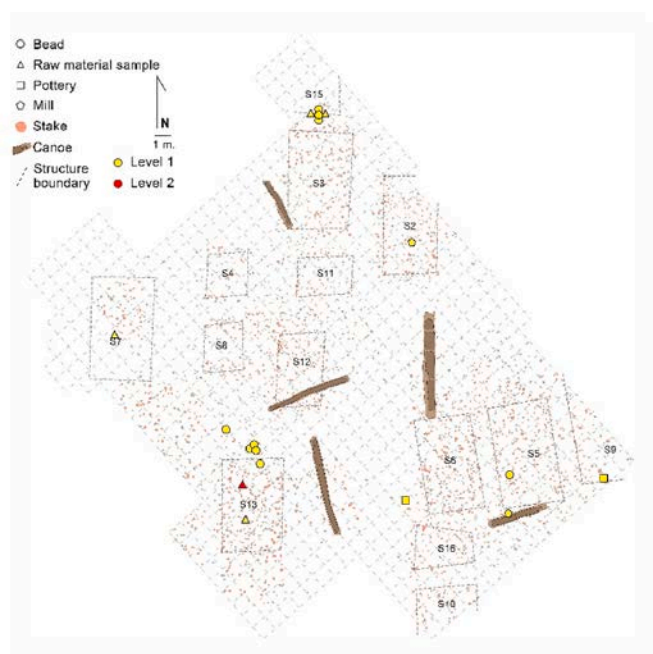 Bead
Raw material sample
Pottery
Mill
Stake
Canoe
Structure
boundary
N
1 m.
Level 1
Level 2
S15
S3
S2
S4
S11
S7
S8
S12
S6
S5
S9
S13
S16
S10